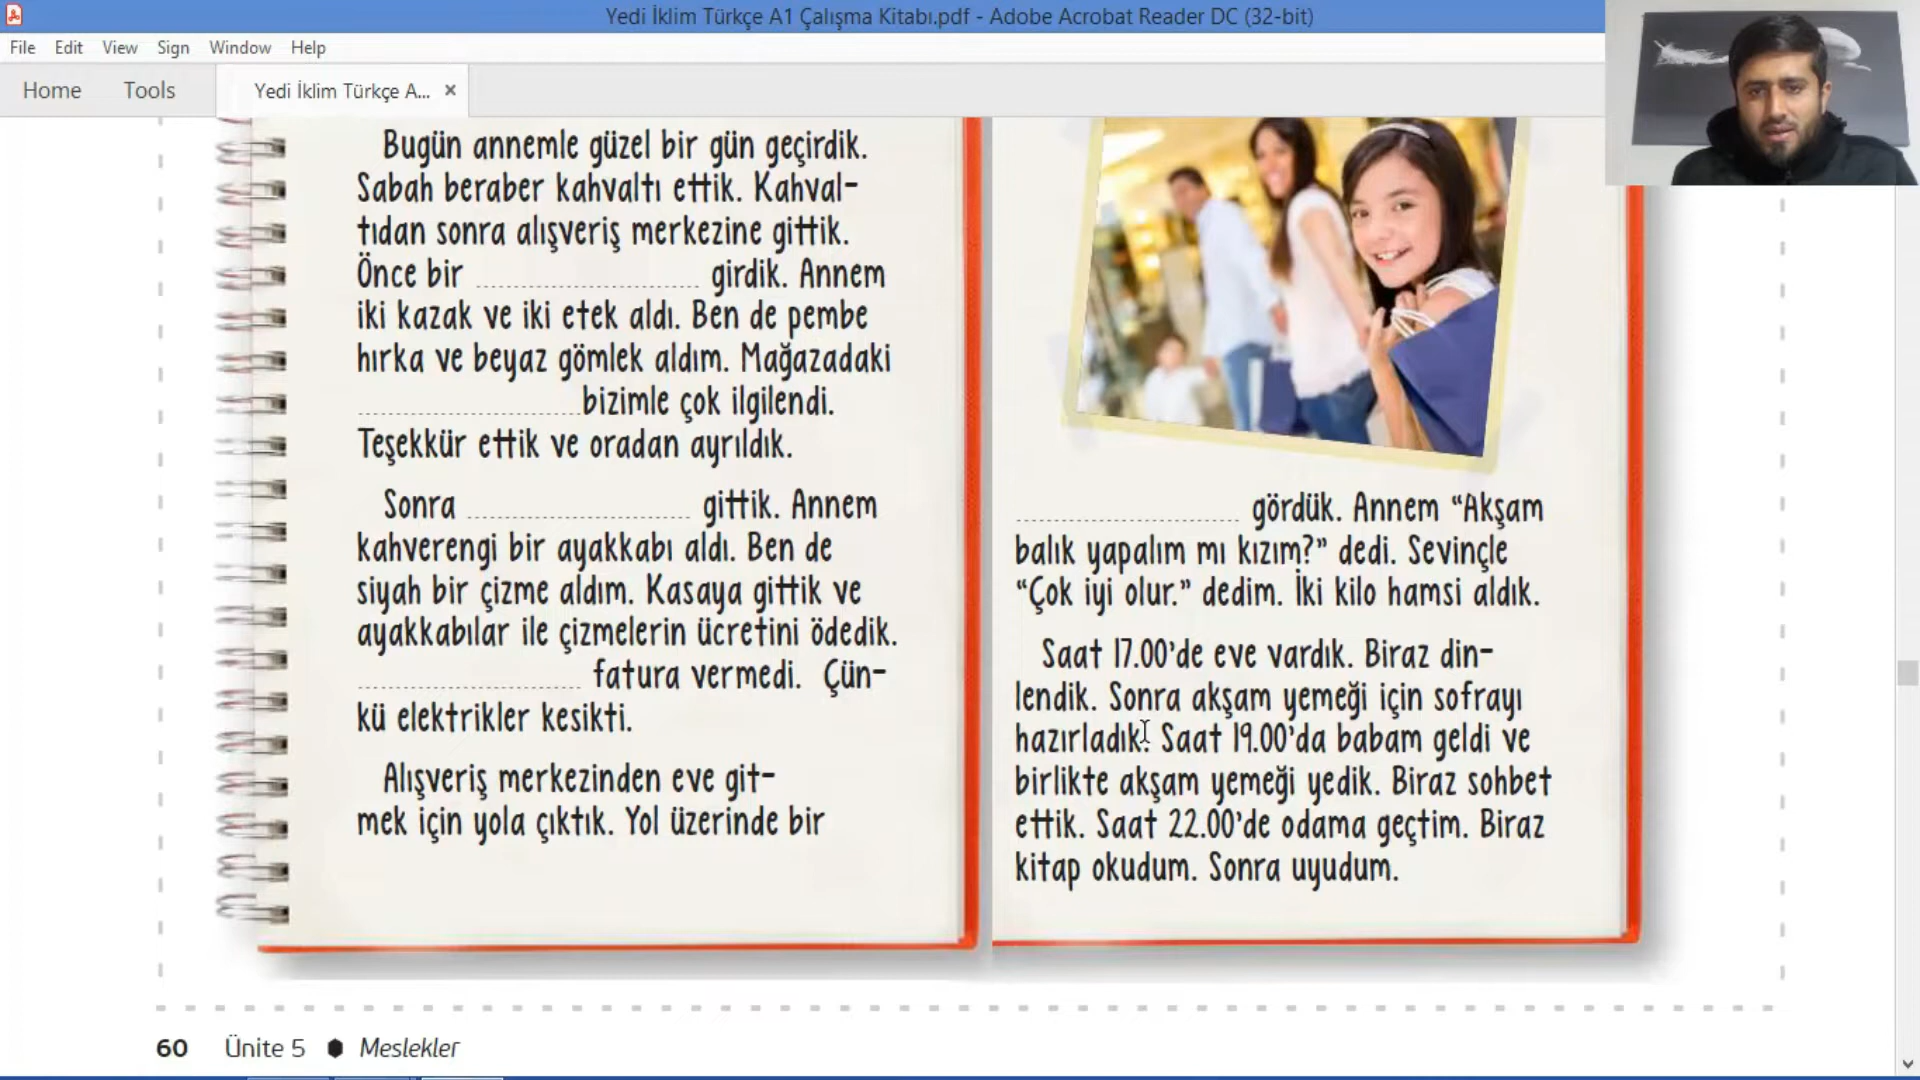 Yedi İklim Türkçe A1 Çalışma Kitabı.pdf - Adobe Acrobat Reader DC (32-bit)
File Edit View Sign Window Help
Home Tools Yedi İklim Türkçe A... ×
Bugün annemle güzel bir gün geçirdik.
Sabah beraber kahvaltı ettik. Kahval-
tıdan sonra alışveriş merkezine gittik.
Önce bir ............................ girdik. Annem
iki kazak ve iki etek aldı. Ben de pembe
hırka ve beyaz gömlek aldım. Mağazadaki
............................bizimle çok ilgilendi.
Teşekkür ettik ve oradan ayrıldık.
Sonra ............................ gittik. Annem
kahverengi bir ayakkabı aldı. Ben de
siyah bir çizme aldım. Kasaya gittik ve
ayakkabılar ile çizmelerin ücretini ödedik.
............................ fatura vermedi. Çün-
kü elektrikler kesikti.
Alışveriş merkezinden eve git-
mek için yola çıktık. Yol üzerinde bir
............................ gördük. Annem “Akşam
balık yapalım mı kızım?” dedi. Sevinçle
“Çok iyi olur.” dedim. İki kilo hamsi aldık.
Saat 17.00’de eve vardık. Biraz din-
lendik. Sonra akşam yemeği için sofrayı
hazırladık. Saat 19.00’da babam geldi ve
birlikte akşam yemeği yedik. Biraz sohbet
ettik. Saat 22.00’de odama geçtim. Biraz
kitap okudum. Sonra uyudum.
60 Ünite 5 ⬢ Meslekler